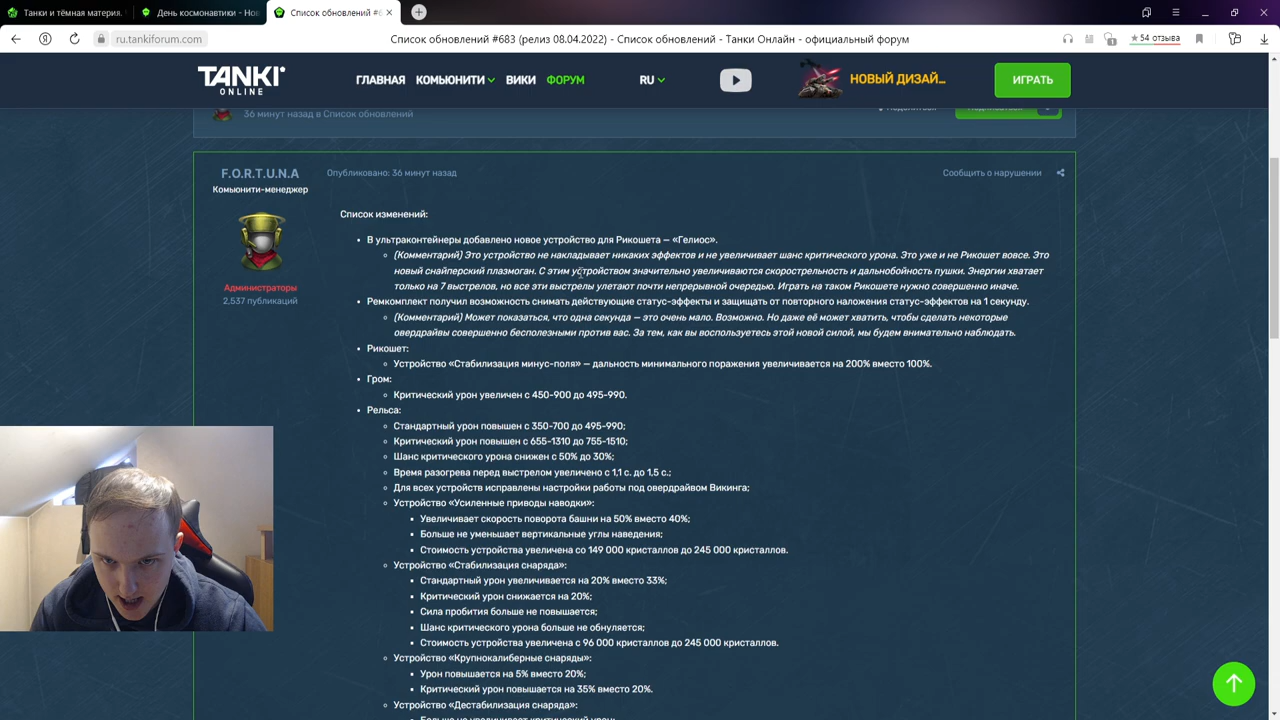 Танки и тёмная материя.
День космонавтики - Нов
Список обновлений #6
ru.tankiforum.com
Список обновлений #683 (релиз 08.04.2022) - Список обновлений - Танки Онлайн - официальный форум
54 отзыва
TANKI
ONLINE
ГЛАВНАЯ
КОМЬЮНИТИ
ВИКИ
ФОРУМ
RU
НОВЫЙ ДИЗАЙ...
ИГРАТЬ
36 минут назад в Список обновлений
F.O.R.T.U.N.A
Комьюнити-менеджер
Администраторы
2,537 публикаций
Опубликовано: 36 минут назад
Сообщить о нарушении
Список изменений:
В ультраконтейнеры добавлено новое устройство для Рикошета — «Гелиос».
(Комментарий) Это устройство не накладывает никаких эффектов и не увеличивает шанс критического урона. Это уже и не Рикошет вовсе. Это
новый снайперский плазмоган. С этим устройством значительно увеличиваются скорострельность и дальнобойность пушки. Энергии хватает
только на 7 выстрелов, но все эти выстрелы улетают почти непрерывной очередью. Играть на таком Рикошете нужно совершенно иначе.
Ремкомплект получил возможность снимать действующие статус-эффекты и защищать от повторного наложения статус-эффектов на 1 секунду.
(Комментарий) Может показаться, что одна секунда — это очень мало. Возможно. Но даже её может хватить, чтобы сделать некоторые
овердрайвы совершенно бесполезными против вас. За тем, как вы воспользуетесь этой новой силой, мы будем внимательно наблюдать.
Рикошет:
Устройство «Стабилизация минус-поля» — дальность минимального поражения увеличивается на 200% вместо 100%.
Гром:
Критический урон увеличен с 450-900 до 495-990.
Рельса:
Стандартный урон повышен с 350-700 до 495-990;
Критический урон повышен с 655-1310 до 755-1510;
Шанс критического урона снижен с 50% до 30%;
Время разогрева перед выстрелом увеличено с 1,1 с. до 1,5 с.;
Для всех устройств исправлены настройки работы под овердрайвом Викинга;
Устройство «Усиленные приводы наводки»:
Увеличивает скорость поворота башни на 50% вместо 40%;
Больше не уменьшает вертикальные углы наведения;
Стоимость устройства увеличена со 149 000 кристаллов до 245 000 кристаллов.
Устройство «Стабилизация снаряда»:
Стандартный урон увеличивается на 20% вместо 33%;
Критический урон снижается на 20%;
Сила пробития больше не повышается;
Шанс критического урона больше не обнуляется;
Стоимость устройства увеличена с 96 000 кристаллов до 245 000 кристаллов.
Устройство «Крупнокалиберные снаряды»:
Урон повышается на 5% вместо 20%;
Критический урон повышается на 35% вместо 20%.
Устройство «Дестабилизация снаряда»: